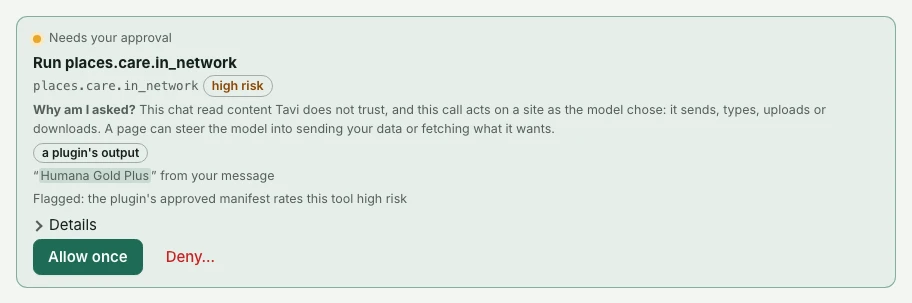 Needs your approval
Run places.care.in_network
places.care.in_network high risk
Why am I asked? This chat read content Tavi does not trust, and this call acts on a site as the model chose: it sends, types, uploads or
downloads. A page can steer the model into sending your data or fetching what it wants.
a plugin's output
“Humana Gold Plus” from your message
Flagged: the plugin's approved manifest rates this tool high risk
Details
Allow once Deny...